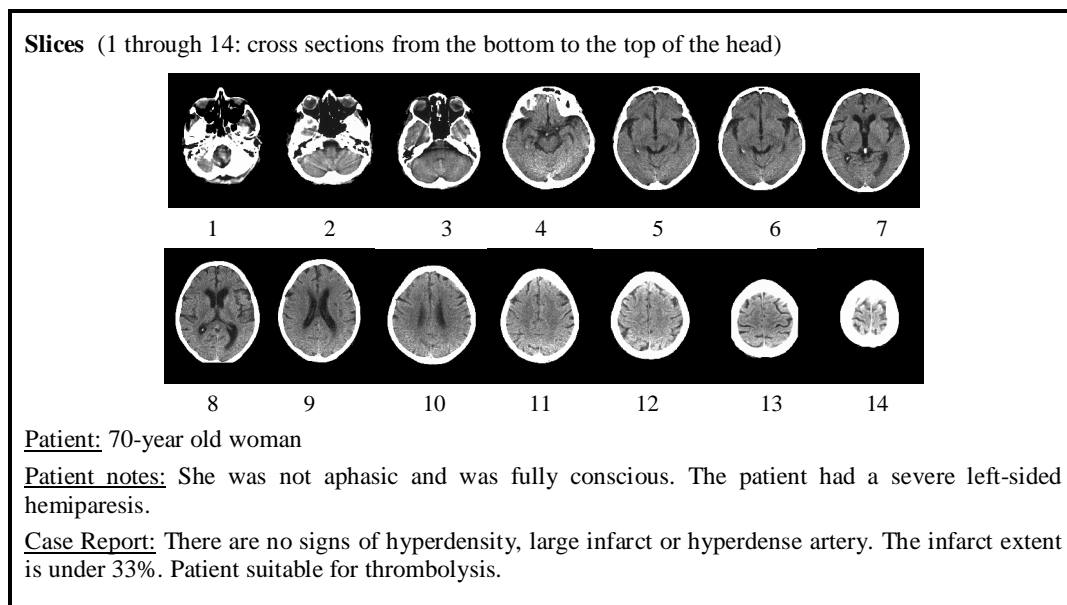 Slices (1 through 14: cross sections from the bottom to the top of the head)
1 2 3 4 5 6 7
8 9 10 11 12 13 14
Patient: 70-year old woman
Patient notes: She was not aphasic and was fully conscious. The patient had a severe left-sided
hemiparesis.
Case Report: There are no signs of hyperdensity, large infarct or hyperdense artery. The infarct extent
is under 33%. Patient suitable for thrombolysis.